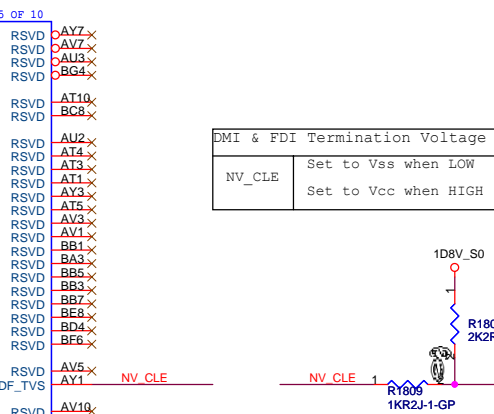 5 OF 10
RSVD AY7
RSVD AV7
RSVD AU3
RSVD BG4
RSVD AT10
RSVD BC8
RSVD AU2
RSVD AT4
RSVD AT3
RSVD AT1
RSVD AY3
RSVD AT5
RSVD AV3
RSVD AV1
RSVD BB1
RSVD BA3
RSVD BB5
RSVD BB3
RSVD BB7
RSVD BE8
RSVD BD4
RSVD BF6
RSVD AV5
DF_TVS AY1 NV_CLE
RSVD AV10
DMI & FDI Termination Voltage
NV_CLE
Set to Vss when LOW
Set to Vcc when HIGH
1D8V_S0
1
R180
2K2R
NV_CLE 1
R1809
1KR2J-1-GP